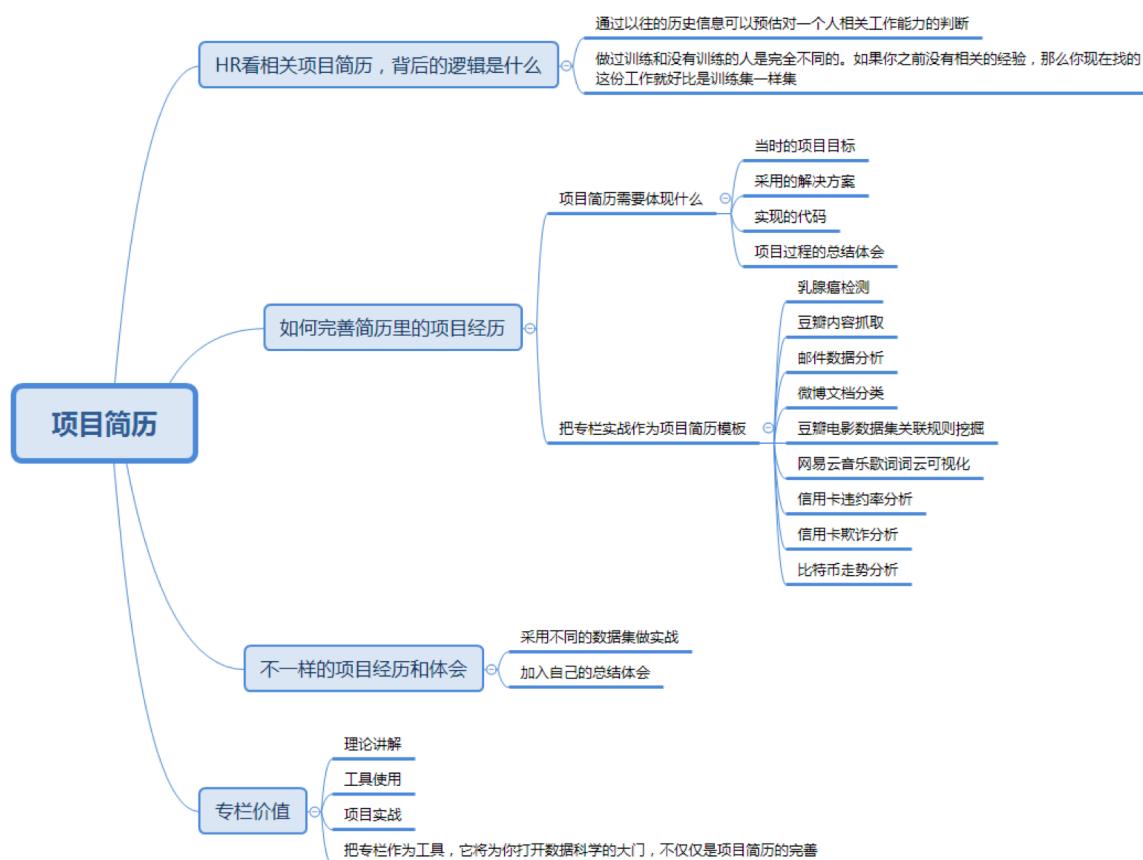 项目简历
HR看相关项目简历，背后的逻辑是什么
通过以往的历史信息可以预估对一个人相关工作能力的判断
做过训练和没有训练的人是完全不同的。如果你之前没有相关的经验，那么你现在找的
这份工作就好比是训练集一样集
如何完善简历里的项目经历
项目简历需要体现什么
当时的项目目标
采用的解决方案
实现的代码
项目过程的总结体会
把专栏实战作为项目简历模板
乳腺癌检测
豆瓣内容抓取
邮件数据分析
微博文档分类
豆瓣电影数据集关联规则挖掘
网易云音乐歌词词云可视化
信用卡违约率分析
信用卡欺诈分析
比特币走势分析
不一样的项目经历和体会
采用不同的数据集做实战
加入自己的总结体会
专栏价值
理论讲解
工具使用
项目实战
把专栏作为工具，它将为你打开数据科学的大门，不仅仅是项目简历的完善